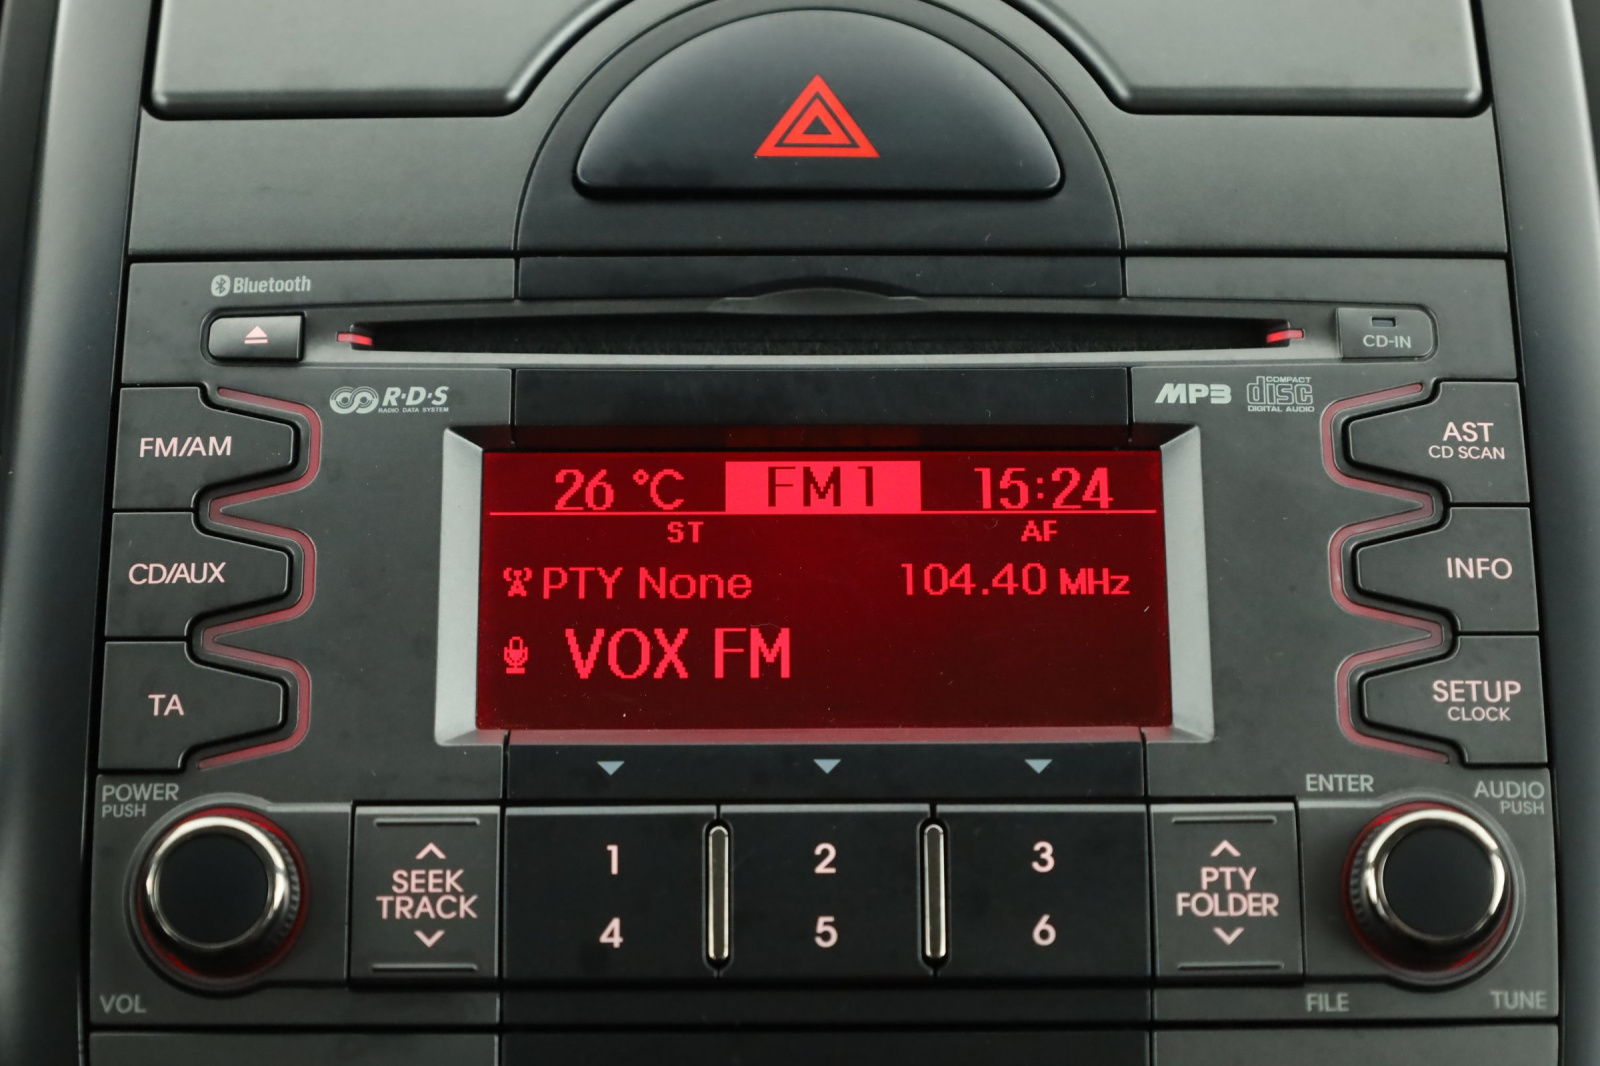 Bluetooth
CD-IN
R·D·S
RADIO DATA SYSTEM
MP3
COMPACT
disc
DIGITAL AUDIO
FM/AM
AST
CD SCAN
26 °C FM1 15:24
ST AF
PTY None 104.40 MHz
VOX FM
CD/AUX
INFO
TA
SETUP
CLOCK
POWER
PUSH
ENTER
AUDIO
PUSH
SEEK
TRACK
1 2 3
4 5 6
PTY
FOLDER
VOL
FILE
TUNE